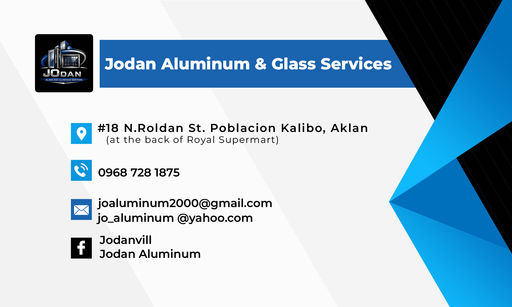 JODAN
Jodan Aluminum & Glass Services
#18 N.Roldan St. Poblacion Kalibo, Aklan
(at the back of Royal Supermart)
0968 728 1875
joaluminum2000@gmail.com
jo_aluminum @yahoo.com
Jodanvill
Jodan Aluminum